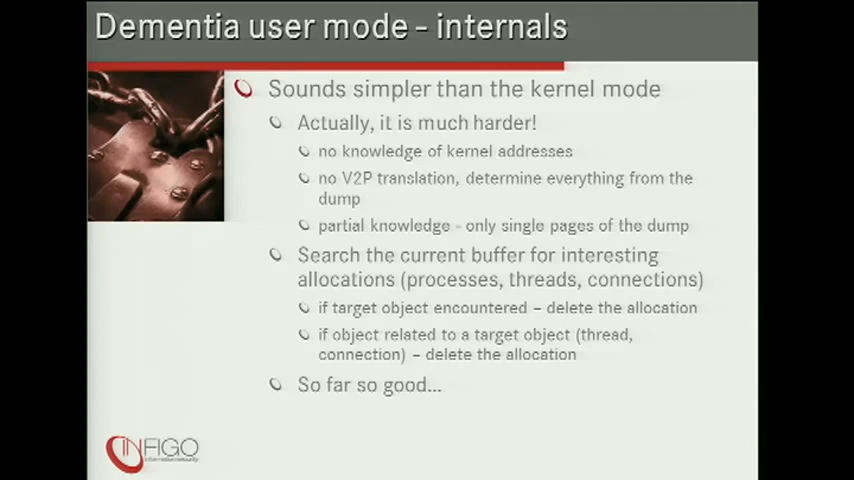 Dementia user mode - internals
Sounds simpler than the kernel mode
Actually, it is much harder!
no knowledge of kernel addresses
no V2P translation, determine everything from the
dump
partial knowledge - only single pages of the dump
Search the current buffer for interesting
allocations (processes, threads, connections)
if target object encountered – delete the allocation
if object related to a target object (thread,
connection) – delete the allocation
So far so good...
INFIGO